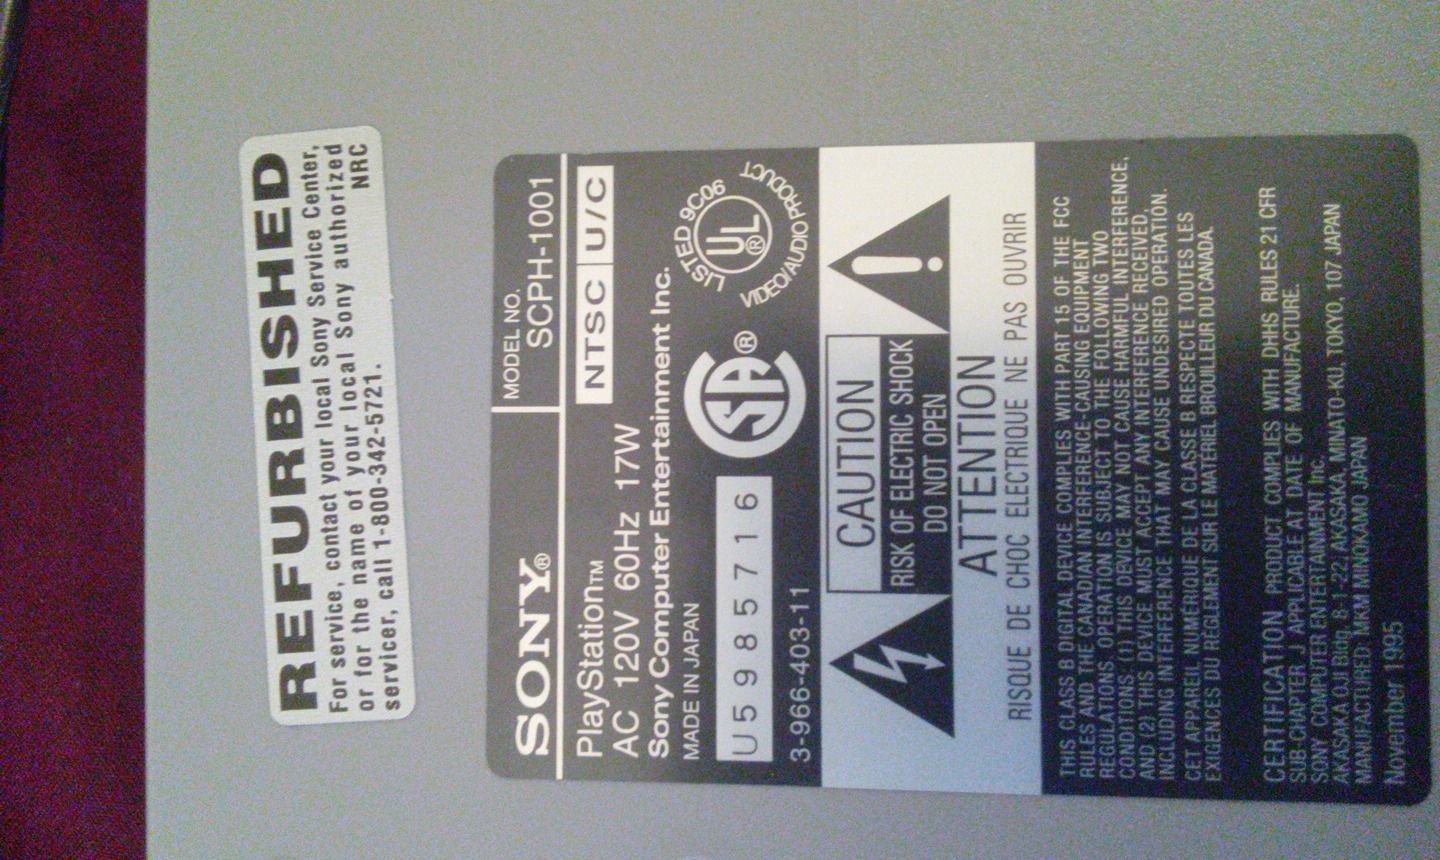 REFURBISHED
For service, contact your local Sony Service Center,
or for the name of your local Sony authorized
servicer, call 1-800-342-5721. NRC
SONY® MODEL NO. SCPH-1001
PlayStation™ NTSC U/C
AC 120V 60Hz 17W
Sony Computer Entertainment Inc.
MADE IN JAPAN
U5985716
3-966-403-11
SA ®
LISTED 9C06
UL ®
VIDEO/AUDIO PRODUCT
CAUTION
RISK OF ELECTRIC SHOCK
DO NOT OPEN
ATTENTION
RISQUE DE CHOC ELECTRIQUE NE PAS OUVRIR
THIS CLASS B DIGITAL DEVICE COMPLIES WITH PART 15 OF THE FCC
RULES AND THE CANADIAN INTERFERENCE-CAUSING EQUIPMENT
REGULATIONS. OPERATION IS SUBJECT TO THE FOLLOWING TWO
CONDITIONS. (1) THIS DEVICE MAY NOT CAUSE HARMFUL INTERFERENCE,
AND (2) THIS DEVICE MUST ACCEPT ANY INTERFERENCE RECEIVED,
INCLUDING INTERFERENCE THAT MAY CAUSE UNDESIRED OPERATION.
CET APPAREIL NUMÉRIQUE DE LA CLASSE B RESPECTE TOUTES LES
EXIGENCES DU RÈGLEMENT SUR LE MATÉRIEL BROUILLEUR DU CANADA.
CERTIFICATION PRODUCT COMPLIES WITH DHHS RULES 21 CFR
SUB-CHAPTER J APPLICABLE AT DATE OF MANUFACTURE.
SONY COMPUTER ENTERTAINMENT Inc.
AKASAKA OJI Bldg, 8-1-22, AKASAKA, MINATO-KU, TOKYO, 107 JAPAN
MANUFACTURED: MKM MINOKAMO JAPAN
November 1995